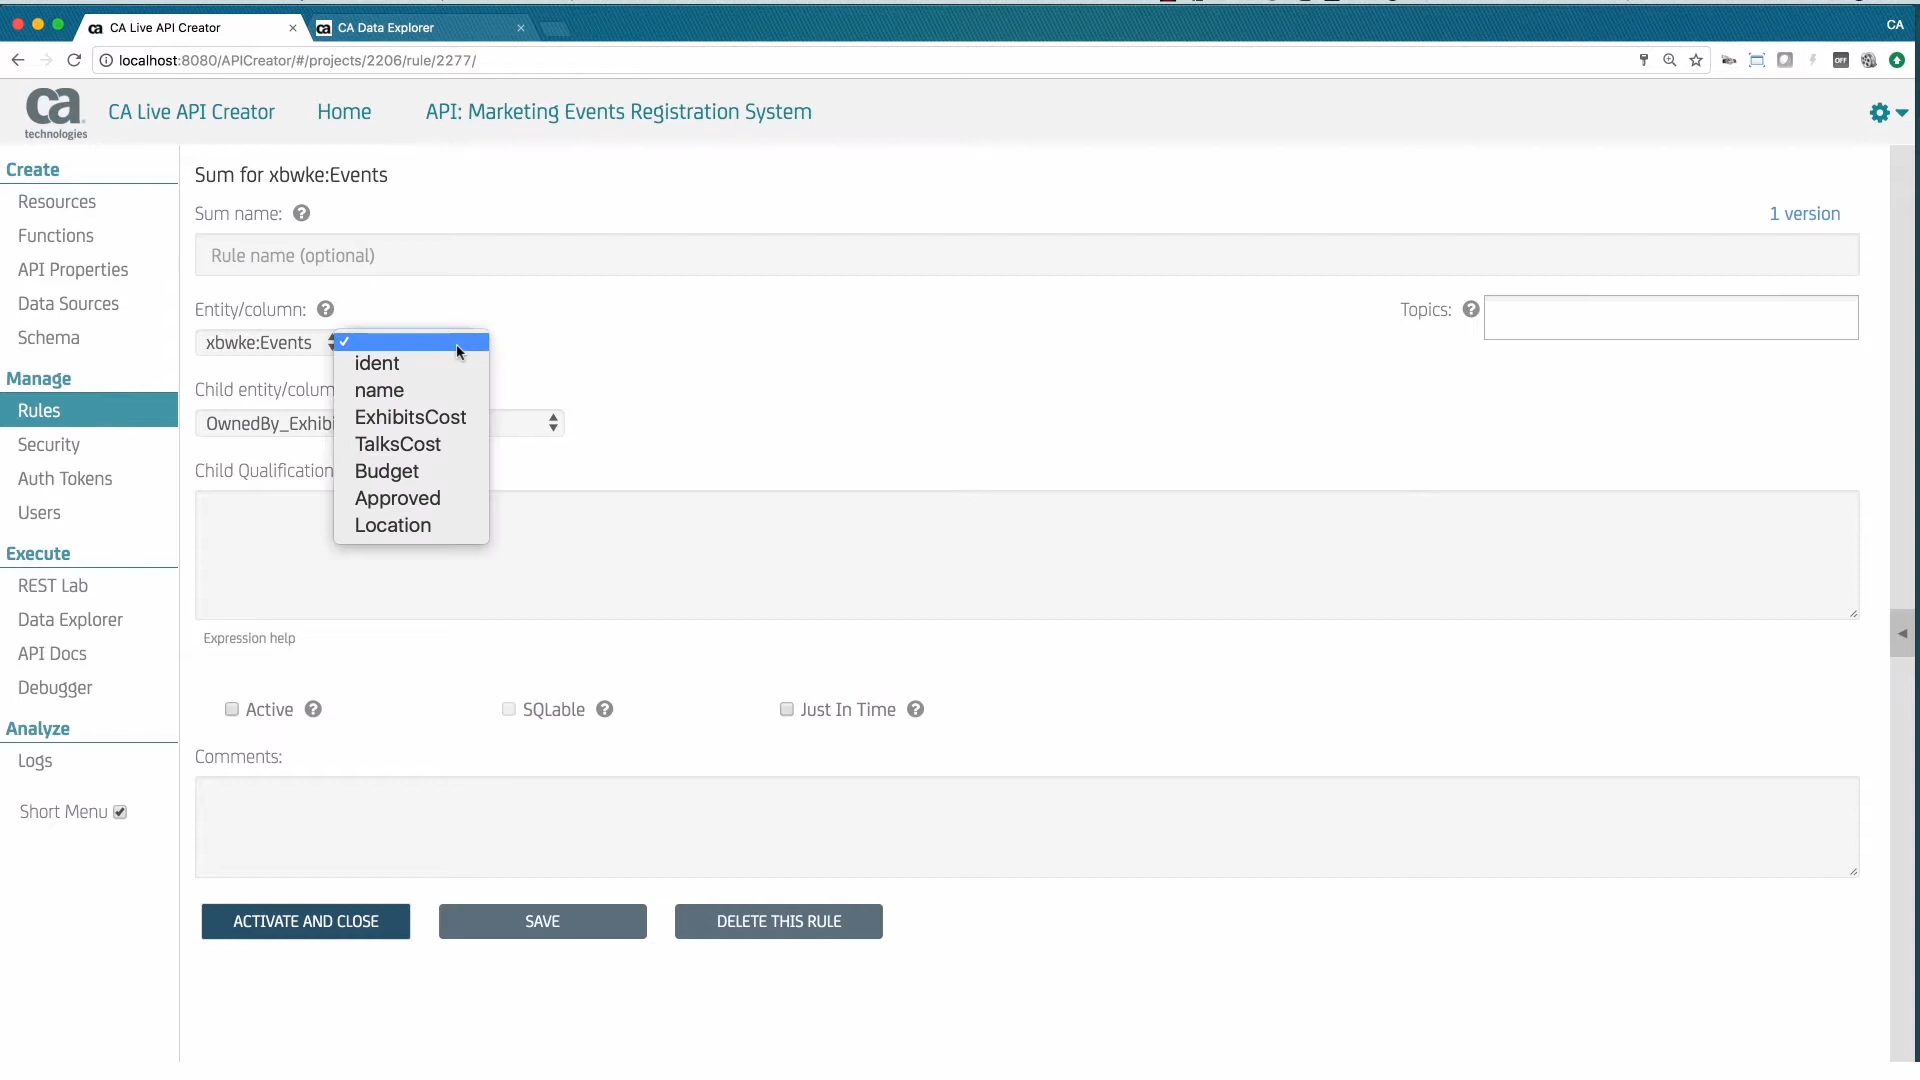 CA Live API Creator
CA Data Explorer
CA
localhost:8080/APICreator/#/projects/2206/rule/2277/
OFF
ca
technologies
CA Live API Creator
Home
API: Marketing Events Registration System
Create
Resources
Functions
API Properties
Data Sources
Schema
Manage
Rules
Security
Auth Tokens
Users
Execute
REST Lab
Data Explorer
API Docs
Debugger
Analyze
Logs
Short Menu
Sum for xbwke:Events
Sum name:
1 version
Rule name (optional)
Entity/column:
Topics:
xbwke:Events
ident
name
ExhibitsCost
TalksCost
Budget
Approved
Location
Child entity/colum
OwnedBy_Exhibi
Child Qualification
Expression help
Active
SQLable
Just In Time
Comments:
ACTIVATE AND CLOSE
SAVE
DELETE THIS RULE